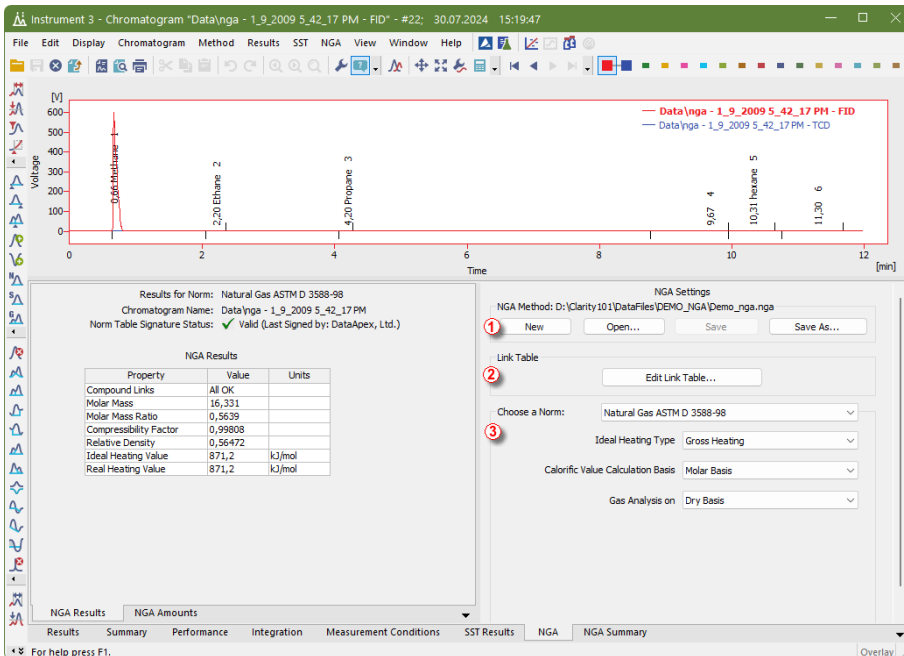 Instrument 3 - Chromatogram "Data\nga - 1_9_2009 5_42_17 PM - FID" - #22; 30.07.2024 15:19:47
File Edit Display Chromatogram Method Results SST NGA View Window Help
[V]
Data\nga - 1_9_2009 5_42_17 PM - FID
Data\nga - 1_9_2009 5_42_17 PM - TCD
600
500
400
300
200
100
0
Voltage
0,66 Methane 1
2,20 Ethane 2
4,20 Propane 3
9,67 4
10,31 hexane 5
11,30 6
0 2 4 6 8 10 12
Time
[min]
Results for Norm: Natural Gas ASTM D 3588-98
Chromatogram Name: Data\nga - 1_9_2009 5_42_17 PM
Norm Table Signature Status: Valid (Last Signed by: DataApex, Ltd.)
NGA Results
Property Value Units
Compound Links All OK
Molar Mass 16,331
Molar Mass Ratio 0,5639
Compressibility Factor 0,99808
Relative Density 0,56472
Ideal Heating Value 871,2 kJ/mol
Real Heating Value 871,2 kJ/mol
NGA Results NGA Amounts
NGA Settings
NGA Method: D:\Clarity101\DataFiles\DEMO_NGA\Demo_nga.nga
1 New Open... Save Save As...
Link Table
2 Edit Link Table...
Choose a Norm: Natural Gas ASTM D 3588-98
3
Ideal Heating Type Gross Heating
Calorific Value Calculation Basis Molar Basis
Gas Analysis on Dry Basis
Results Summary Performance Integration Measurement Conditions SST Results NGA NGA Summary
For help press F1.
Overlay